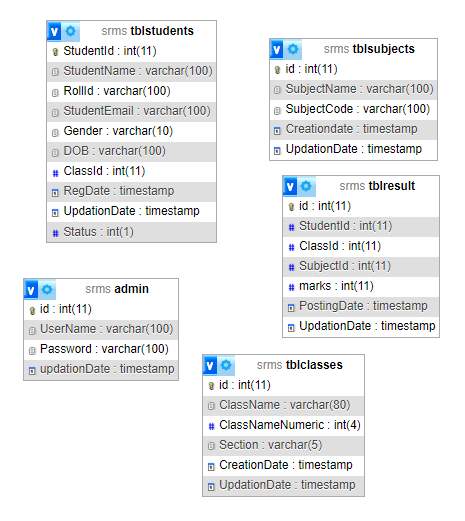 srms tblstudents
StudentId : int(11)
StudentName : varchar(100)
RollId : varchar(100)
StudentEmail : varchar(100)
Gender : varchar(10)
DOB : varchar(100)
ClassId : int(11)
RegDate : timestamp
UpdationDate : timestamp
Status : int(1)
srms tblsubjects
id : int(11)
SubjectName : varchar(100)
SubjectCode : varchar(100)
Creationdate : timestamp
UpdationDate : timestamp
srms tblresult
id : int(11)
StudentId : int(11)
ClassId : int(11)
SubjectId : int(11)
marks : int(11)
PostingDate : timestamp
UpdationDate : timestamp
srms admin
id : int(11)
UserName : varchar(100)
Password : varchar(100)
updationDate : timestamp
srms tblclasses
id : int(11)
ClassName : varchar(80)
ClassNameNumeric : int(4)
Section : varchar(5)
CreationDate : timestamp
UpdationDate : timestamp